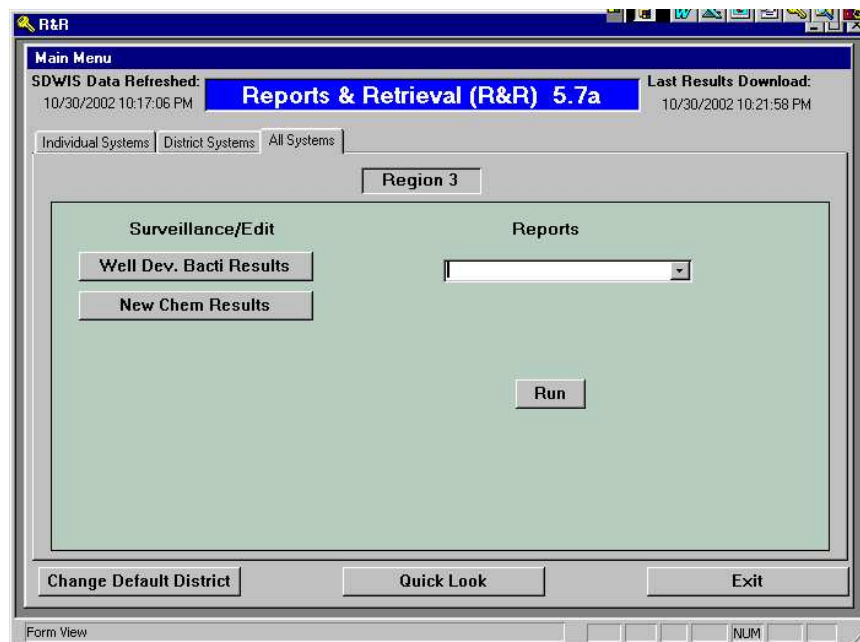 R&R
Main Menu
SDWIS Data Refreshed:
10/30/2002 10:17:06 PM
Reports & Retrieval (R&R) 5.7a
Last Results Download:
10/30/2002 10:21:58 PM
Individual Systems District Systems All Systems
Region 3
Surveillance/Edit
Reports
Well Dev. Bacti Results
New Chem Results
Run
Change Default District
Quick Look
Exit
Form View
NUM